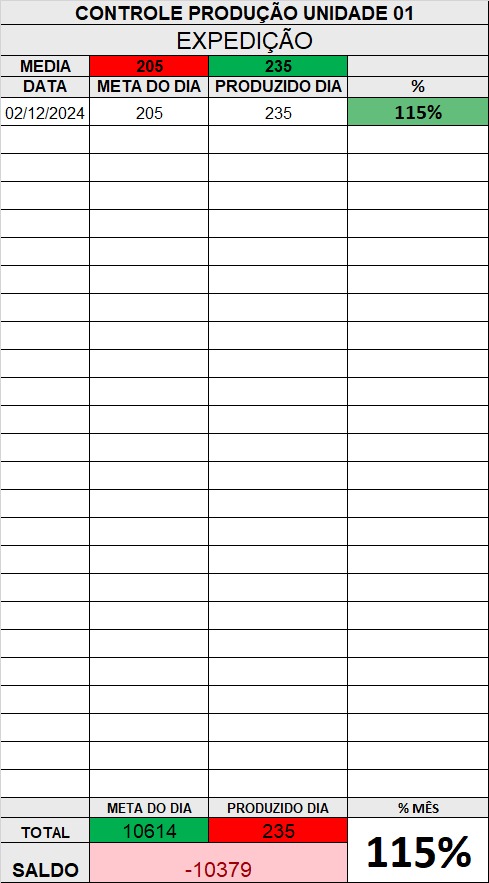 CONTROLE PRODUÇÃO UNIDADE 01
EXPEDIÇÃO
MEDIA 205 235
DATA META DO DIA PRODUZIDO DIA %
02/12/2024 205 235 115%
META DO DIA PRODUZIDO DIA % MÊS
TOTAL 10614 235 115%
SALDO -10379